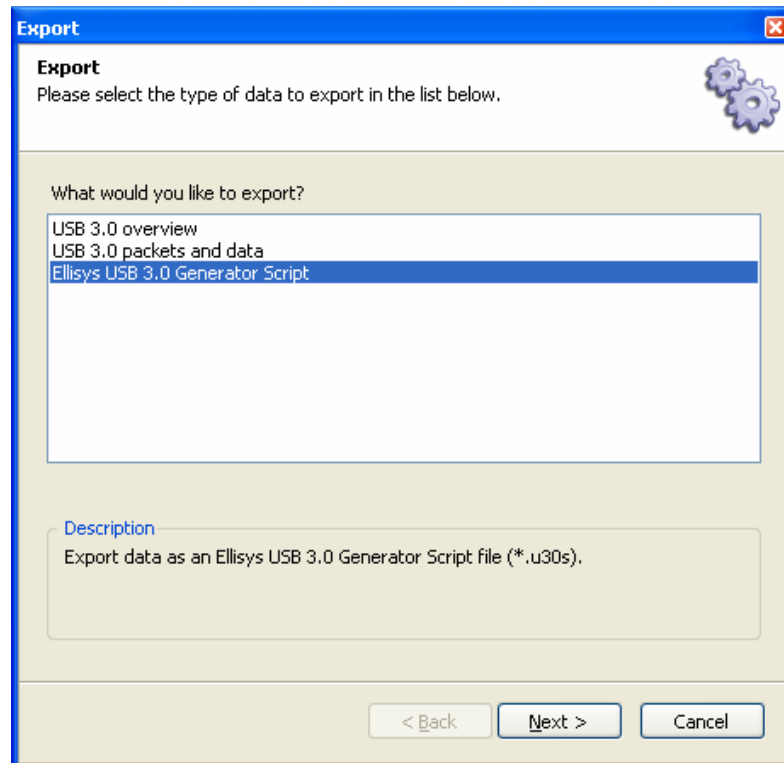 Export
Export
Please select the type of data to export in the list below.
What would you like to export?
USB 3.0 overview
USB 3.0 packets and data
Ellisys USB 3.0 Generator Script
Description
Export data as an Ellisys USB 3.0 Generator Script file (*.u30s).
< Back
Next >
Cancel